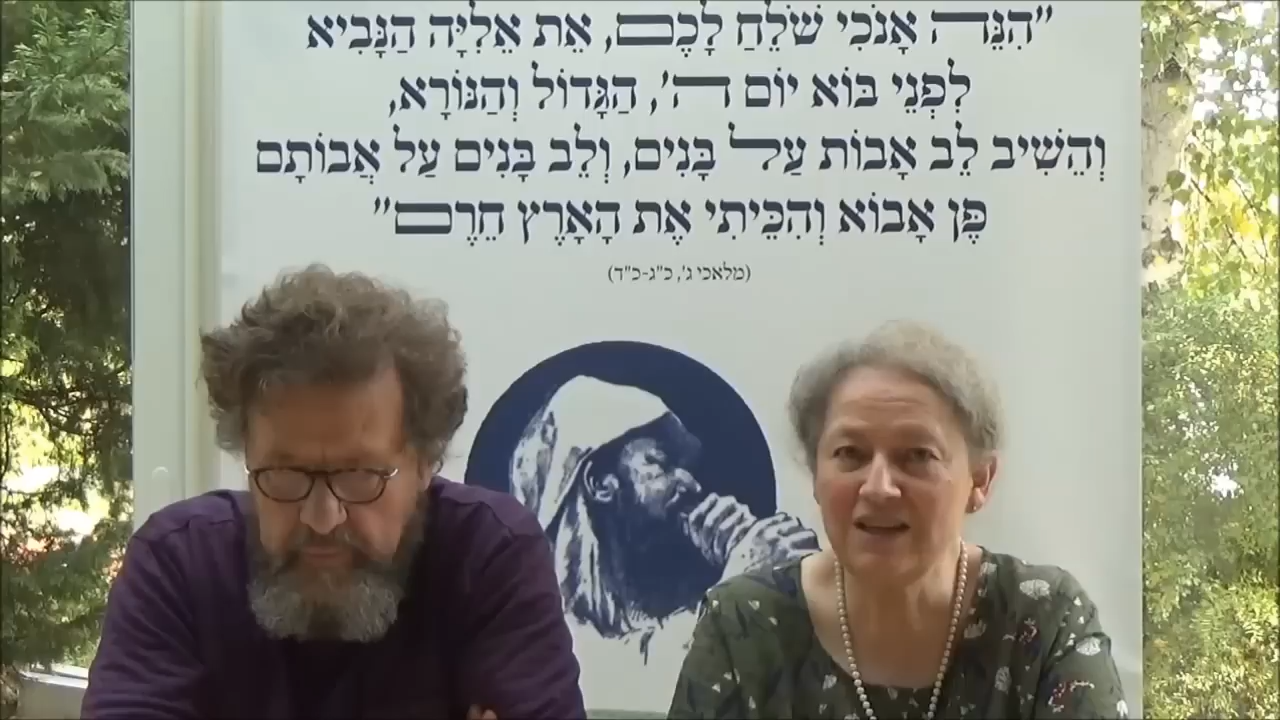 "הִנֵּה אָנֹכִי שֹׁלֵחַ לָכֶם, אֵת אֵלִיָּה הַנָּבִיא
לִפְנֵי בּוֹא יוֹם ה', הַגָּדוֹל וְהַנּוֹרָא,
וְהֵשִׁיב לֵב אָבוֹת עַל בָּנִים, וְלֵב בָּנִים עַל אֲבוֹתָם
פֶּן אָבוֹא וְהִכֵּיתִי אֶת הָאָרֶץ חֵרֶם"
(מלאכי ג', כ"ג-כ"ד)